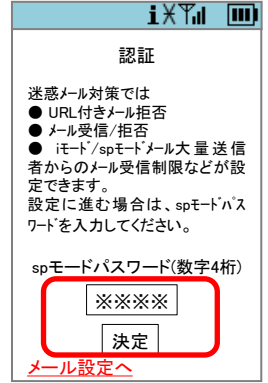 認証
迷惑メール対策では
● URL付きメール拒否
● メール受信/拒否
● iモード/spモードメール大量送信
者からのメール受信制限などが設
定できます。
設定に進む場合は、spモードパス
ワードを入力してください。
spモードパスワード(数字4桁)
※※※※
決定
メール設定へ